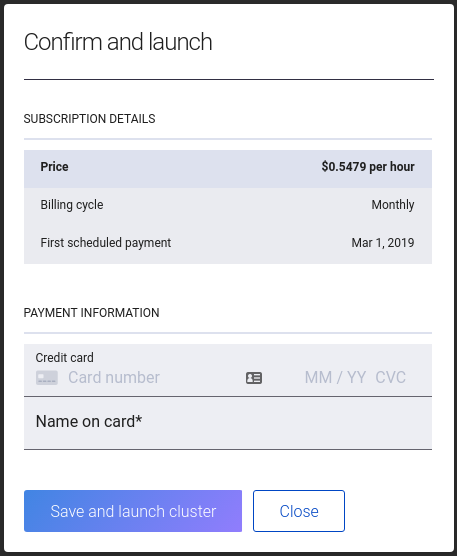 Confirm and launch
SUBSCRIPTION DETAILS
Price $0.5479 per hour
Billing cycle Monthly
First scheduled payment Mar 1, 2019
PAYMENT INFORMATION
Credit card
Card number MM / YY CVC
Name on card*
Save and launch cluster Close